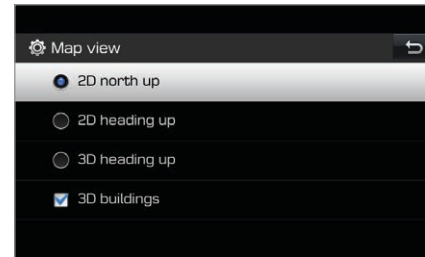 Map view
2D north up
2D heading up
3D heading up
3D buildings